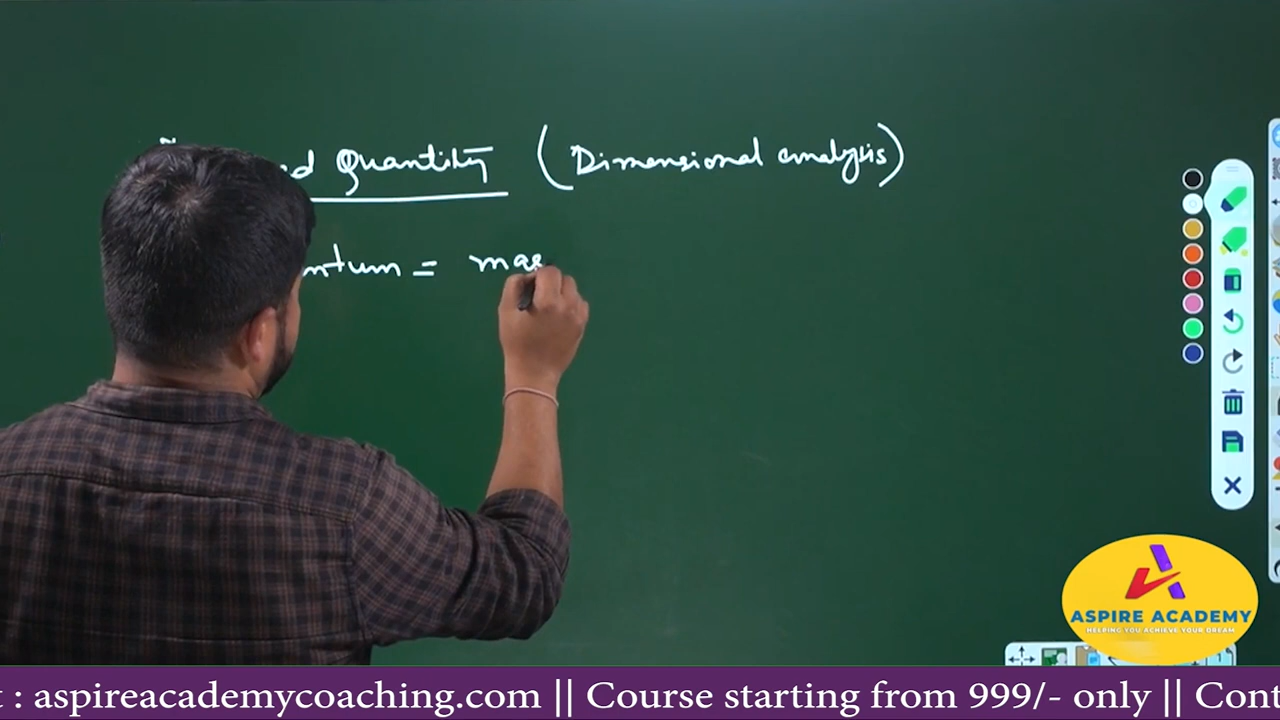 Quantity (Dimensional analysis)
ntum = mas
ASPIRE ACADEMY
HELPING YOU ACHIEVE YOUR DREAM
: aspireacademycoaching.com || Course starting from 999/- only || Cont